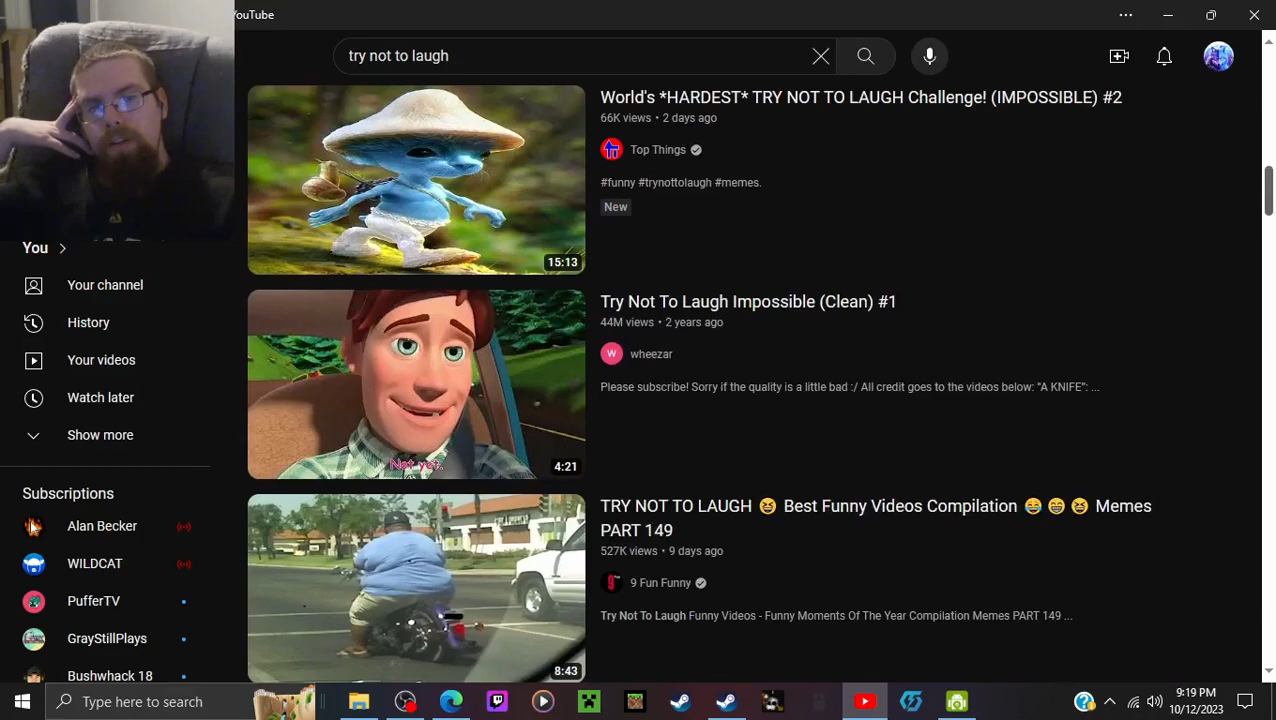 YouTube
try not to laugh
World's *HARDEST* TRY NOT TO LAUGH Challenge! (IMPOSSIBLE) #2
66K views • 2 days ago
Top Things
#funny #trynottolaugh #memes.
New
15:13
You
Your channel
History
Your videos
Watch later
Show more
Try Not To Laugh Impossible (Clean) #1
44M views • 2 years ago
W
wheezar
Please subscribe! Sorry if the quality is a little bad :/ All credit goes to the videos below: "A KNIFE": ...
Not yet.
4:21
Subscriptions
Alan Becker
WILDCAT
PufferTV
GrayStillPlays
Bushwhack 18
TRY NOT TO LAUGH 😆 Best Funny Videos Compilation 😂😁😆 Memes
PART 149
527K views • 9 days ago
9 Fun Funny
Try Not To Laugh Funny Videos - Funny Moments Of The Year Compilation Memes PART 149 ...
8:43
Type here to search
9:19 PM
10/12/2023